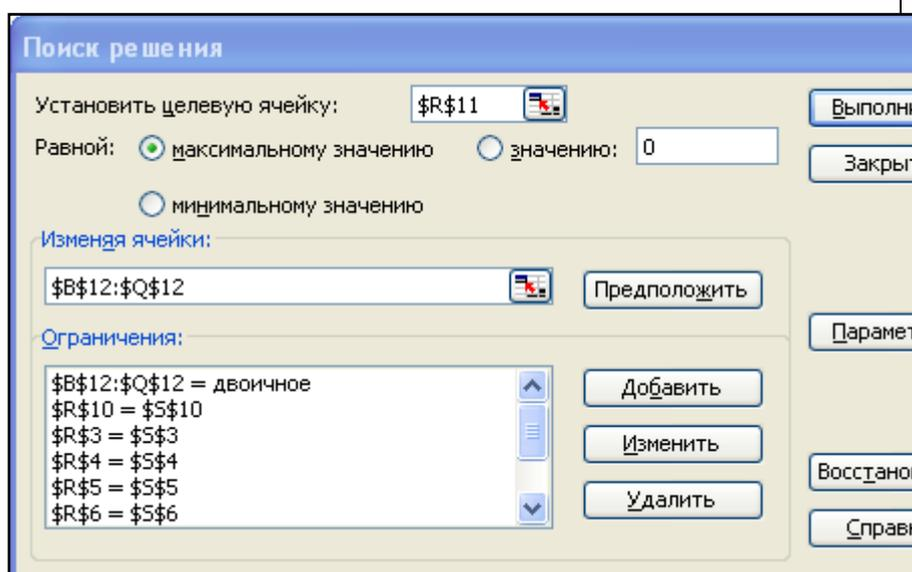 Поиск решения
Установить целевую ячейку: $R$11
Выполни
Равной: максимальному значению значению: 0
Закрыт
минимальному значению
Изменяя ячейки:
$B$12:$Q$12 Предположить
Ограничения:
Парамет
$B$12:$Q$12 = двоичное
Добавить
$R$10 = $S$10
$R$3 = $S$3
Изменить
$R$4 = $S$4
Восстано
$R$5 = $S$5
Удалить
$R$6 = $S$6
Справк